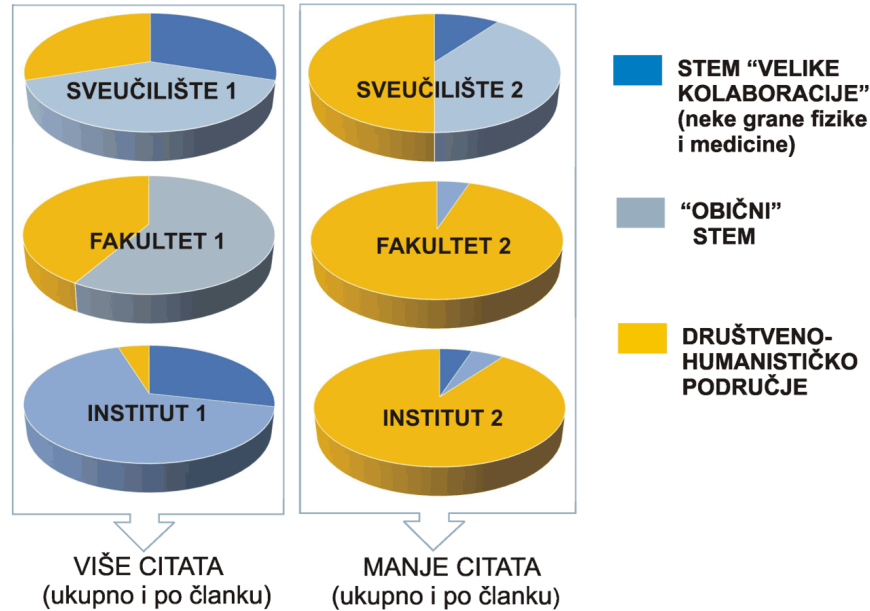 SVEUČILIŠTE 1
FAKULTET 1
INSTITUT 1
VIŠE CITATA
(ukupno i po članku)
SVEUČILIŠTE 2
FAKULTET 2
INSTITUT 2
MANJE CITATA
(ukupno i po članku)
STEM “VELIKE
KOLABORACIJE”
(neke grane fizike
i medicine)
“OBIČNI”
STEM
DRUŠTVENO-
HUMANISTIČKO
PODRUČJE